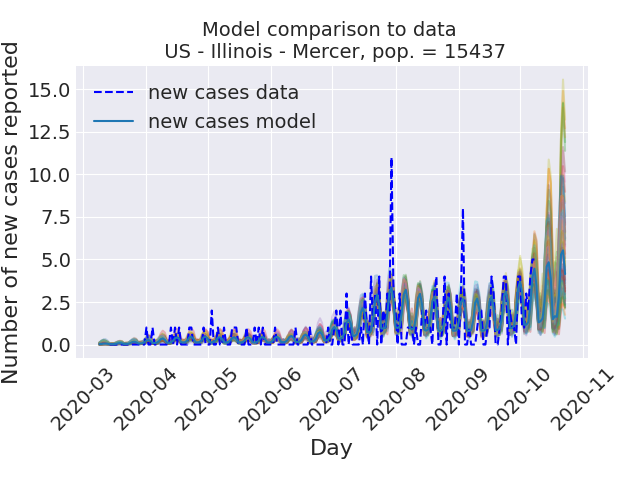 Model comparison to data
US - Illinois - Mercer, pop. = 15437
Number of new cases reported
15.0
12.5
10.0
7.5
5.0
2.5
0.0
new cases data
new cases model
2020-03
2020-04
2020-05
2020-06
2020-07
2020-08
2020-09
2020-10
2020-11
Day